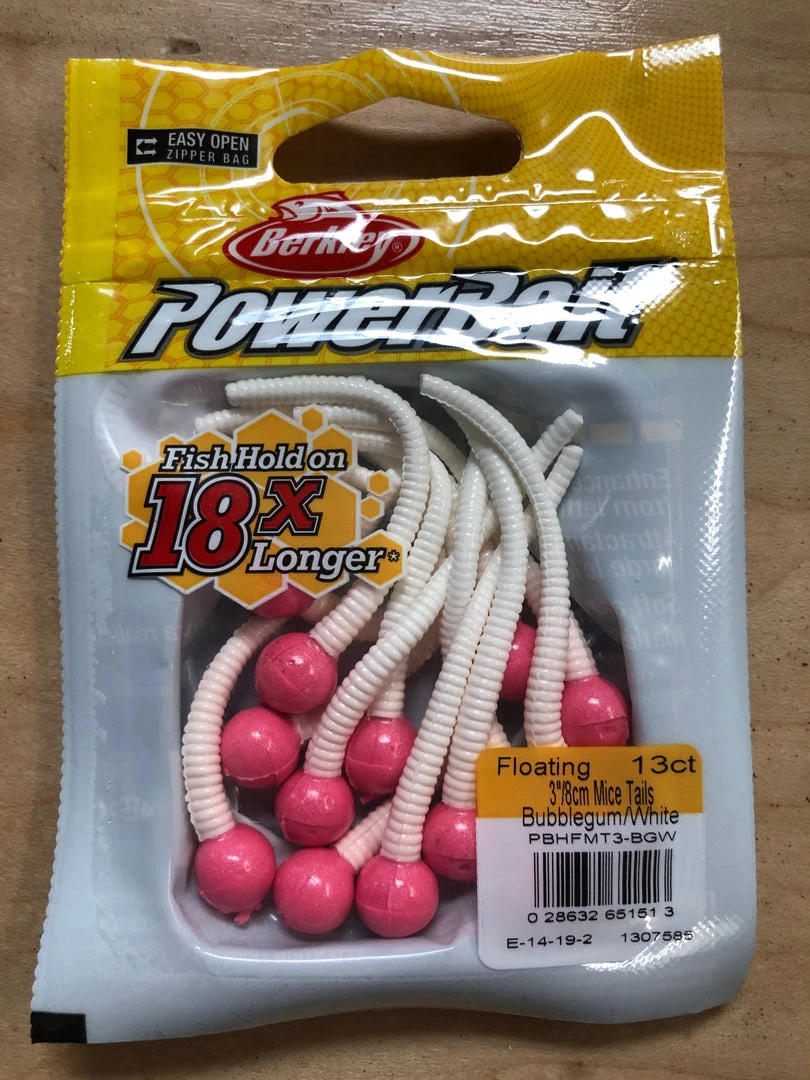 EASY OPEN
ZIPPER BAG
Berkley®
PowerBait
Fish Hold on
18x
Longer*
Floating 13ct
3"/8cm Mice Tails
Bubblegum/White
PBHFMT3-BGW
0 28632 65151 3
E-14-19-2 1307585